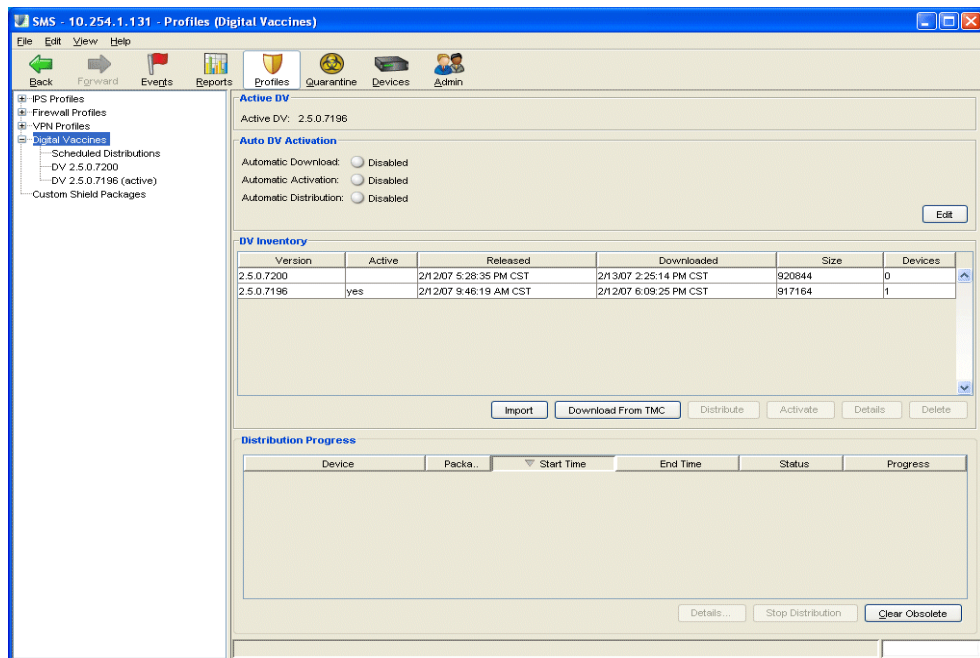 SMS - 10.254.1.131 - Profiles (Digital Vaccines)
File Edit View Help
Back Forward Events Reports Profiles Quarantine Devices Admin
IPS Profiles
Firewall Profiles
VPN Profiles
Digital Vaccines
Scheduled Distributions
DV 2.5.0.7200
DV 2.5.0.7196 (active)
Custom Shield Packages
Active DV
Active DV: 2.5.0.7196
Auto DV Activation
Automatic Download: Disabled
Automatic Activation: Disabled
Automatic Distribution: Disabled
Edit
DV Inventory
Version Active Released Downloaded Size Devices
2.5.0.7200 2/12/07 5:28:35 PM CST 2/13/07 2:25:14 PM CST 920844 0
2.5.0.7196 yes 2/12/07 9:46:19 AM CST 2/12/07 6:09:25 PM CST 917164 1
Import Download From TMC Distribute Activate Details Delete
Distribution Progress
Device Packa.. Start Time End Time Status Progress
Details... Stop Distribution Clear Obsolete